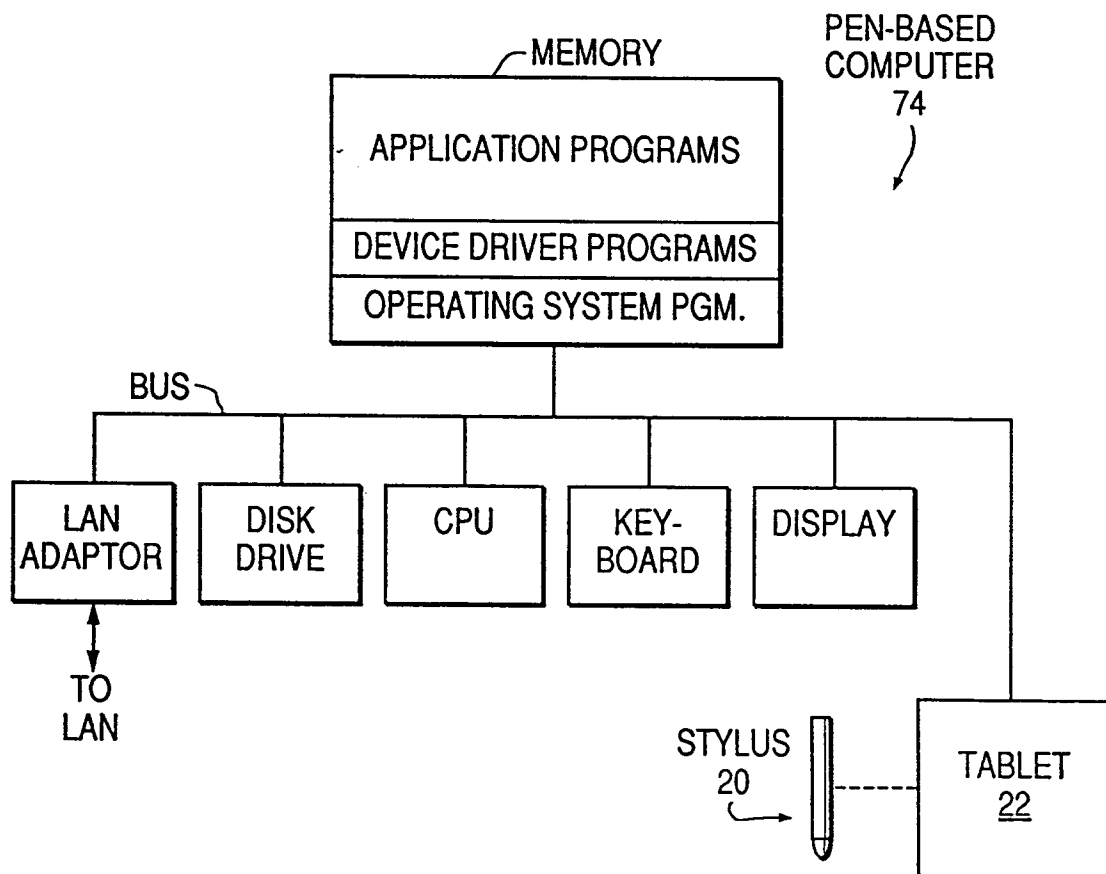 PEN-BASED
COMPUTER
74
MEMORY
APPLICATION PROGRAMS
DEVICE DRIVER PROGRAMS
OPERATING SYSTEM PGM.
BUS
LAN
ADAPTOR
DISK
DRIVE
CPU
KEY-
BOARD
DISPLAY
TO
LAN
STYLUS
20
TABLET
22